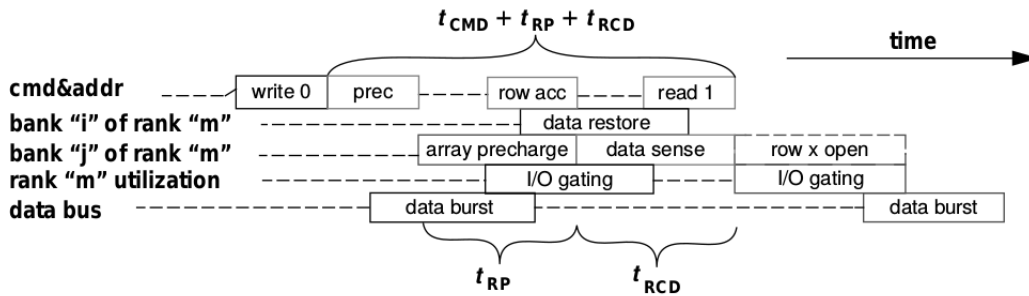 tCMD + tRP + tRCD
time
cmd&addr write 0 prec row acc read 1
bank “i” of rank “m” data restore
bank “j” of rank “m” array precharge data sense row x open
rank “m” utilization I/O gating I/O gating
data bus data burst data burst
tRP tRCD